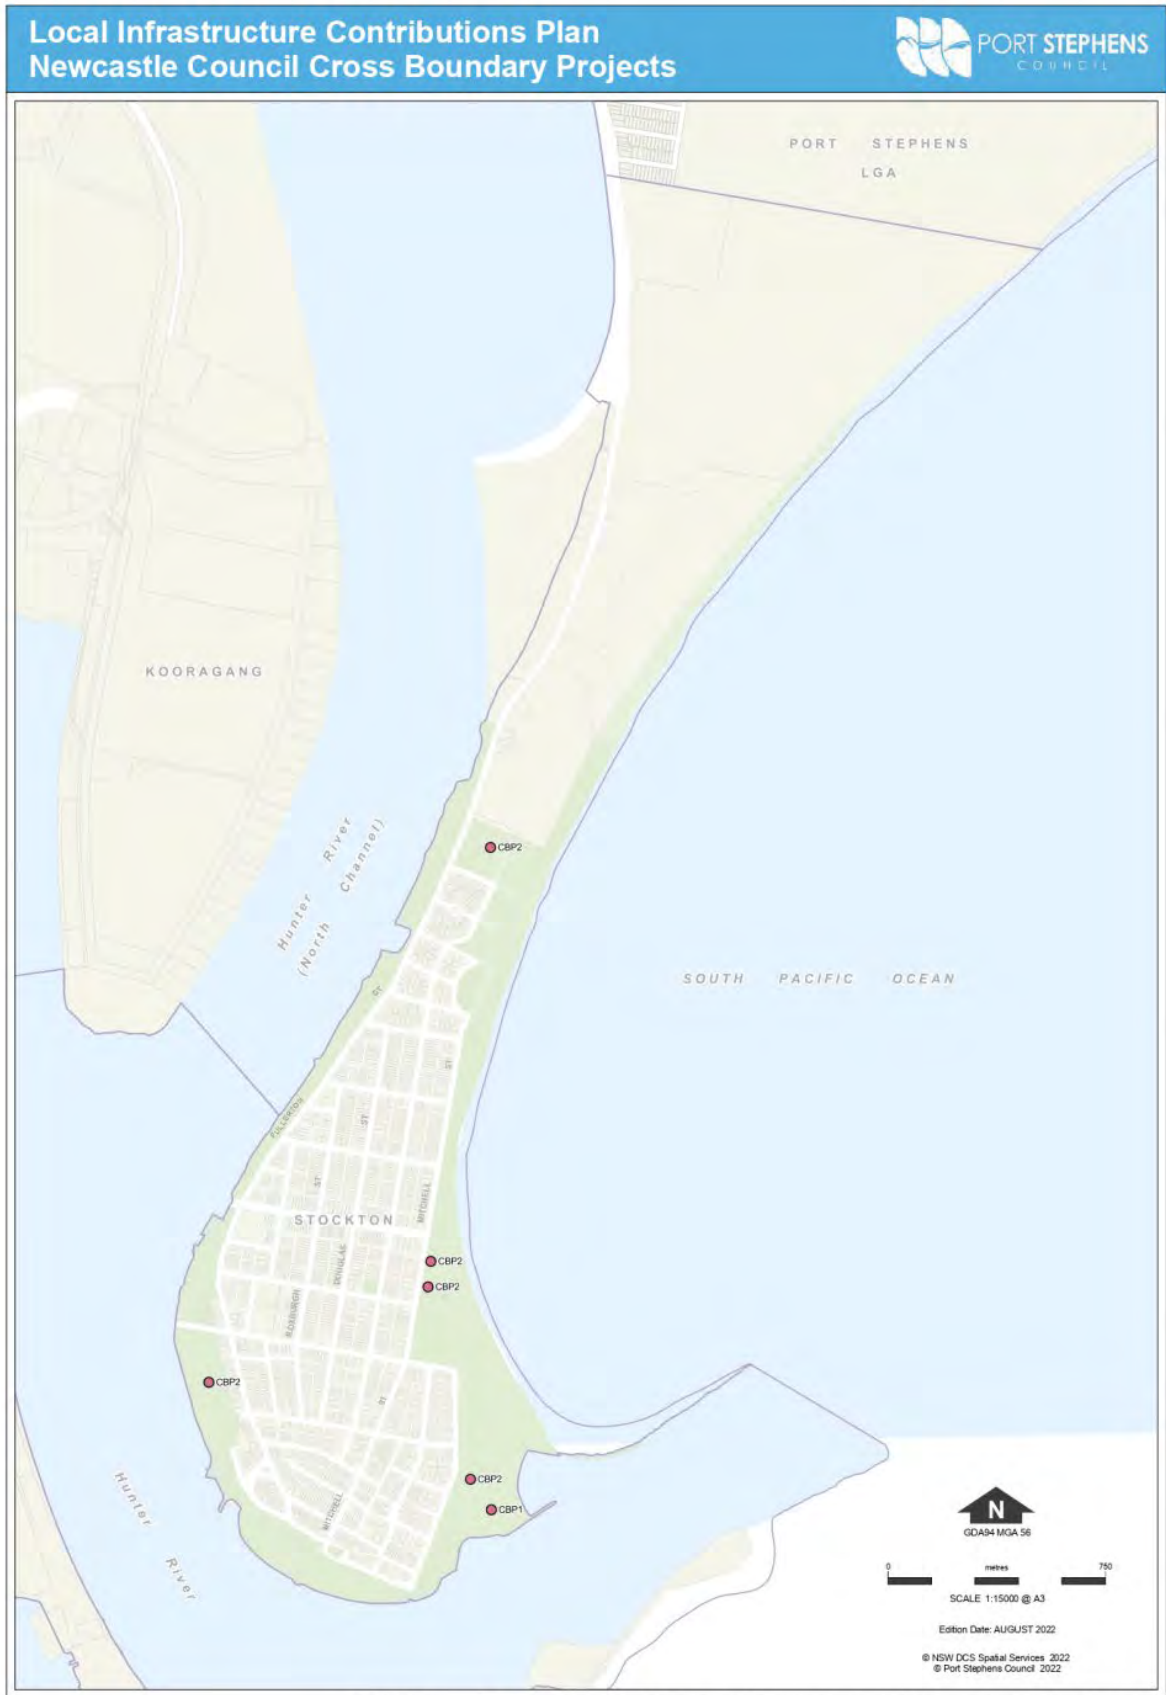 Local Infrastructure Contributions Plan
Newcastle Council Cross Boundary Projects
PORT STEPHENS
COUNCIL
PORT STEPHENS
LGA
KOORAGANG
Hunter River
(North Channel)
CBP2
SOUTH PACIFIC OCEAN
ST
ST
FULLERTON
ST
ST
MITCHELL
STOCKTON
DOUGLAS
CBP2
CBP2
ROXBURGH
CBP2
ST
CBP2
MITCHELL
CBP1
Hunter River
N
GDA94 MGA 56
0 metres 750
SCALE 1:15000 @ A3
Edition Date: AUGUST 2022
© NSW DCS Spatial Services 2022
© Port Stephens Council 2022